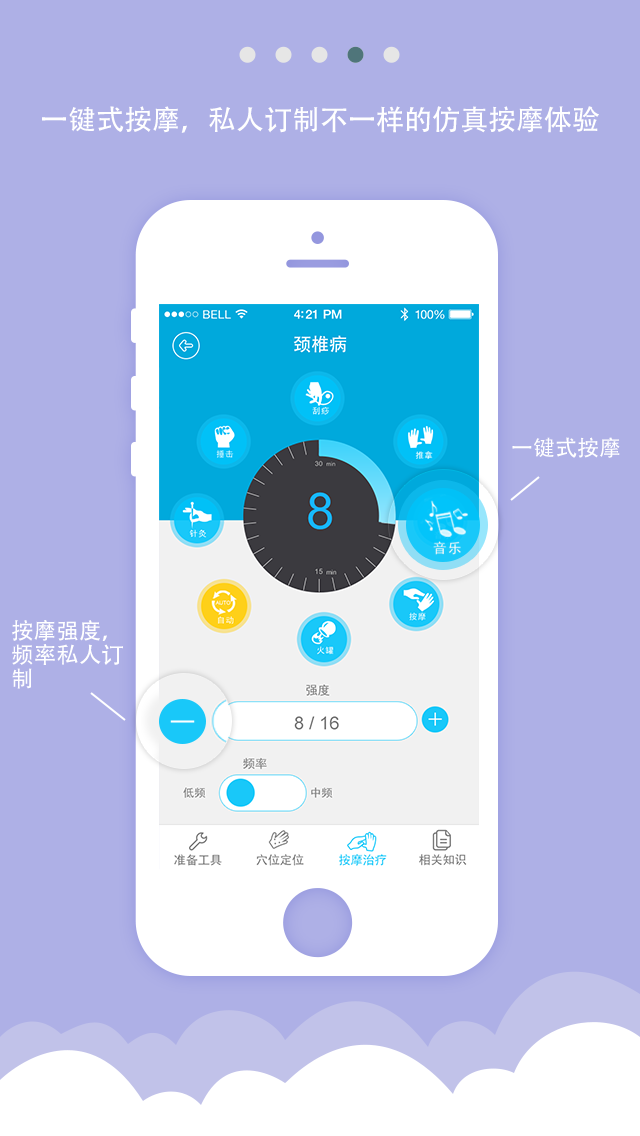 一键式按摩，私人订制不一样的仿真按摩体验
BELL 4:21 PM 100%
颈椎病
刮痧
捶击
推拿
一键式按摩
30 min
8
针灸
音乐
15 min
AUTO
自动
按摩
火罐
按摩强度，
频率私人订
制
强度
8 / 16
频率
低频 中频
准备工具 穴位定位 按摩治疗 相关知识